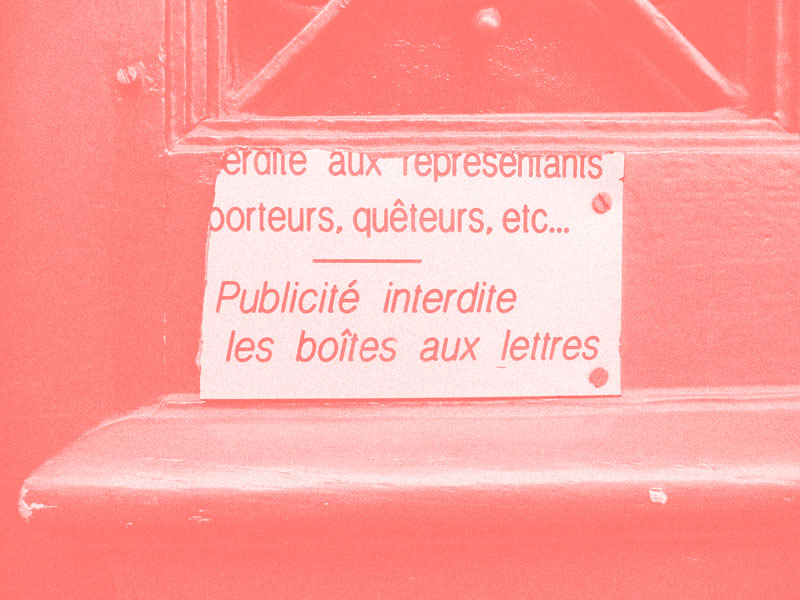 erdite aux représentants
porteurs, quêteurs, etc...
Publicité interdite
les boîtes aux lettres